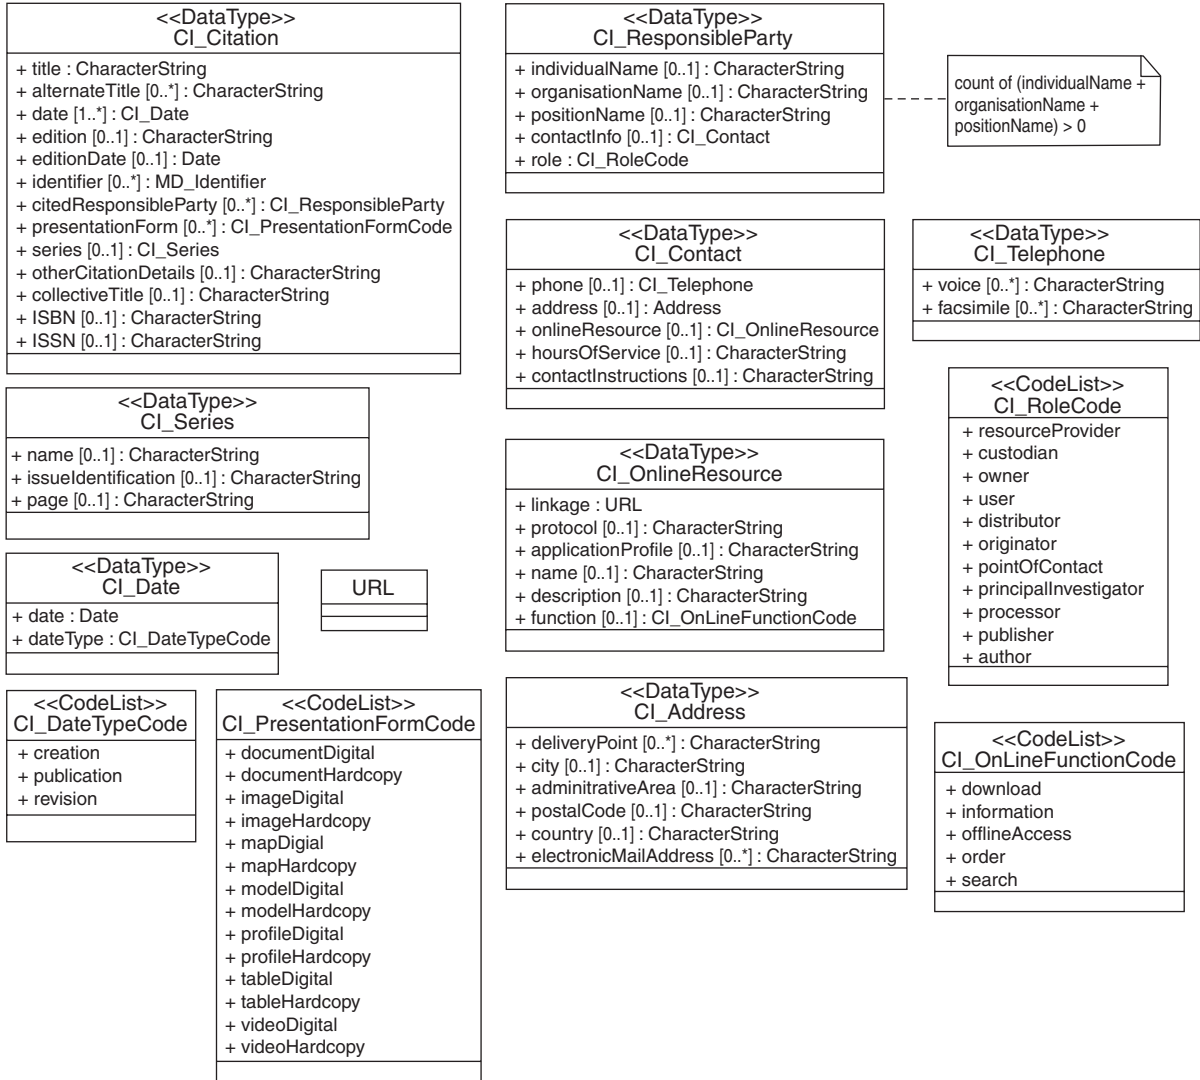 <<DataType>>
CI_Citation
+ title : CharacterString
+ alternateTitle [0..*] : CharacterString
+ date [1..*] : CI_Date
+ edition [0..1] : CharacterString
+ editionDate [0..1] : Date
+ identifier [0..*] : MD_Identifier
+ citedResponsibleParty [0..*] : CI_ResponsibleParty
+ presentationForm [0..*] : CI_PresentationFormCode
+ series [0..1] : CI_Series
+ otherCitationDetails [0..1] : CharacterString
+ collectiveTitle [0..1] : CharacterString
+ ISBN [0..1] : CharacterString
+ ISSN [0..1] : CharacterString
<<DataType>>
CI_ResponsibleParty
+ individualName [0..1] : CharacterString
+ organisationName [0..1] : CharacterString
+ positionName [0..1] : CharacterString
+ contactInfo [0..1] : CI_Contact
+ role : CI_RoleCode
count of (individualName +
organisationName +
positionName) > 0
<<DataType>>
CI_Contact
+ phone [0..1] : CI_Telephone
+ address [0..1] : Address
+ onlineResource [0..1] : CI_OnlineResource
+ hoursOfService [0..1] : CharacterString
+ contactInstructions [0..1] : CharacterString
<<DataType>>
CI_Telephone
+ voice [0..*] : CharacterString
+ facsimile [0..*] : CharacterString
<<DataType>>
CI_Series
+ name [0..1] : CharacterString
+ issueIdentification [0..1] : CharacterString
+ page [0..1] : CharacterString
<<DataType>>
CI_OnlineResource
+ linkage : URL
+ protocol [0..1] : CharacterString
+ applicationProfile [0..1] : CharacterString
+ name [0..1] : CharacterString
+ description [0..1] : CharacterString
+ function [0..1] : CI_OnLineFunctionCode
<<CodeList>>
CI_RoleCode
+ resourceProvider
+ custodian
+ owner
+ user
+ distributor
+ originator
+ pointOfContact
+ principalInvestigator
+ processor
+ publisher
+ author
<<DataType>>
CI_Date
+ date : Date
+ dateType : CI_DateTypeCode
URL
<<CodeList>>
CI_DateTypeCode
+ creation
+ publication
+ revision
<<CodeList>>
CI_PresentationFormCode
+ documentDigital
+ documentHardcopy
+ imageDigital
+ imageHardcopy
+ mapDigial
+ mapHardcopy
+ modelDigital
+ modelHardcopy
+ profileDigital
+ profileHardcopy
+ tableDigital
+ tableHardcopy
+ videoDigital
+ videoHardcopy
<<DataType>>
CI_Address
+ deliveryPoint [0..*] : CharacterString
+ city [0..1] : CharacterString
+ adminitrativeArea [0..1] : CharacterString
+ postalCode [0..1] : CharacterString
+ country [0..1] : CharacterString
+ electronicMailAddress [0..*] : CharacterString
<<CodeList>>
CI_OnLineFunctionCode
+ download
+ information
+ offlineAccess
+ order
+ search